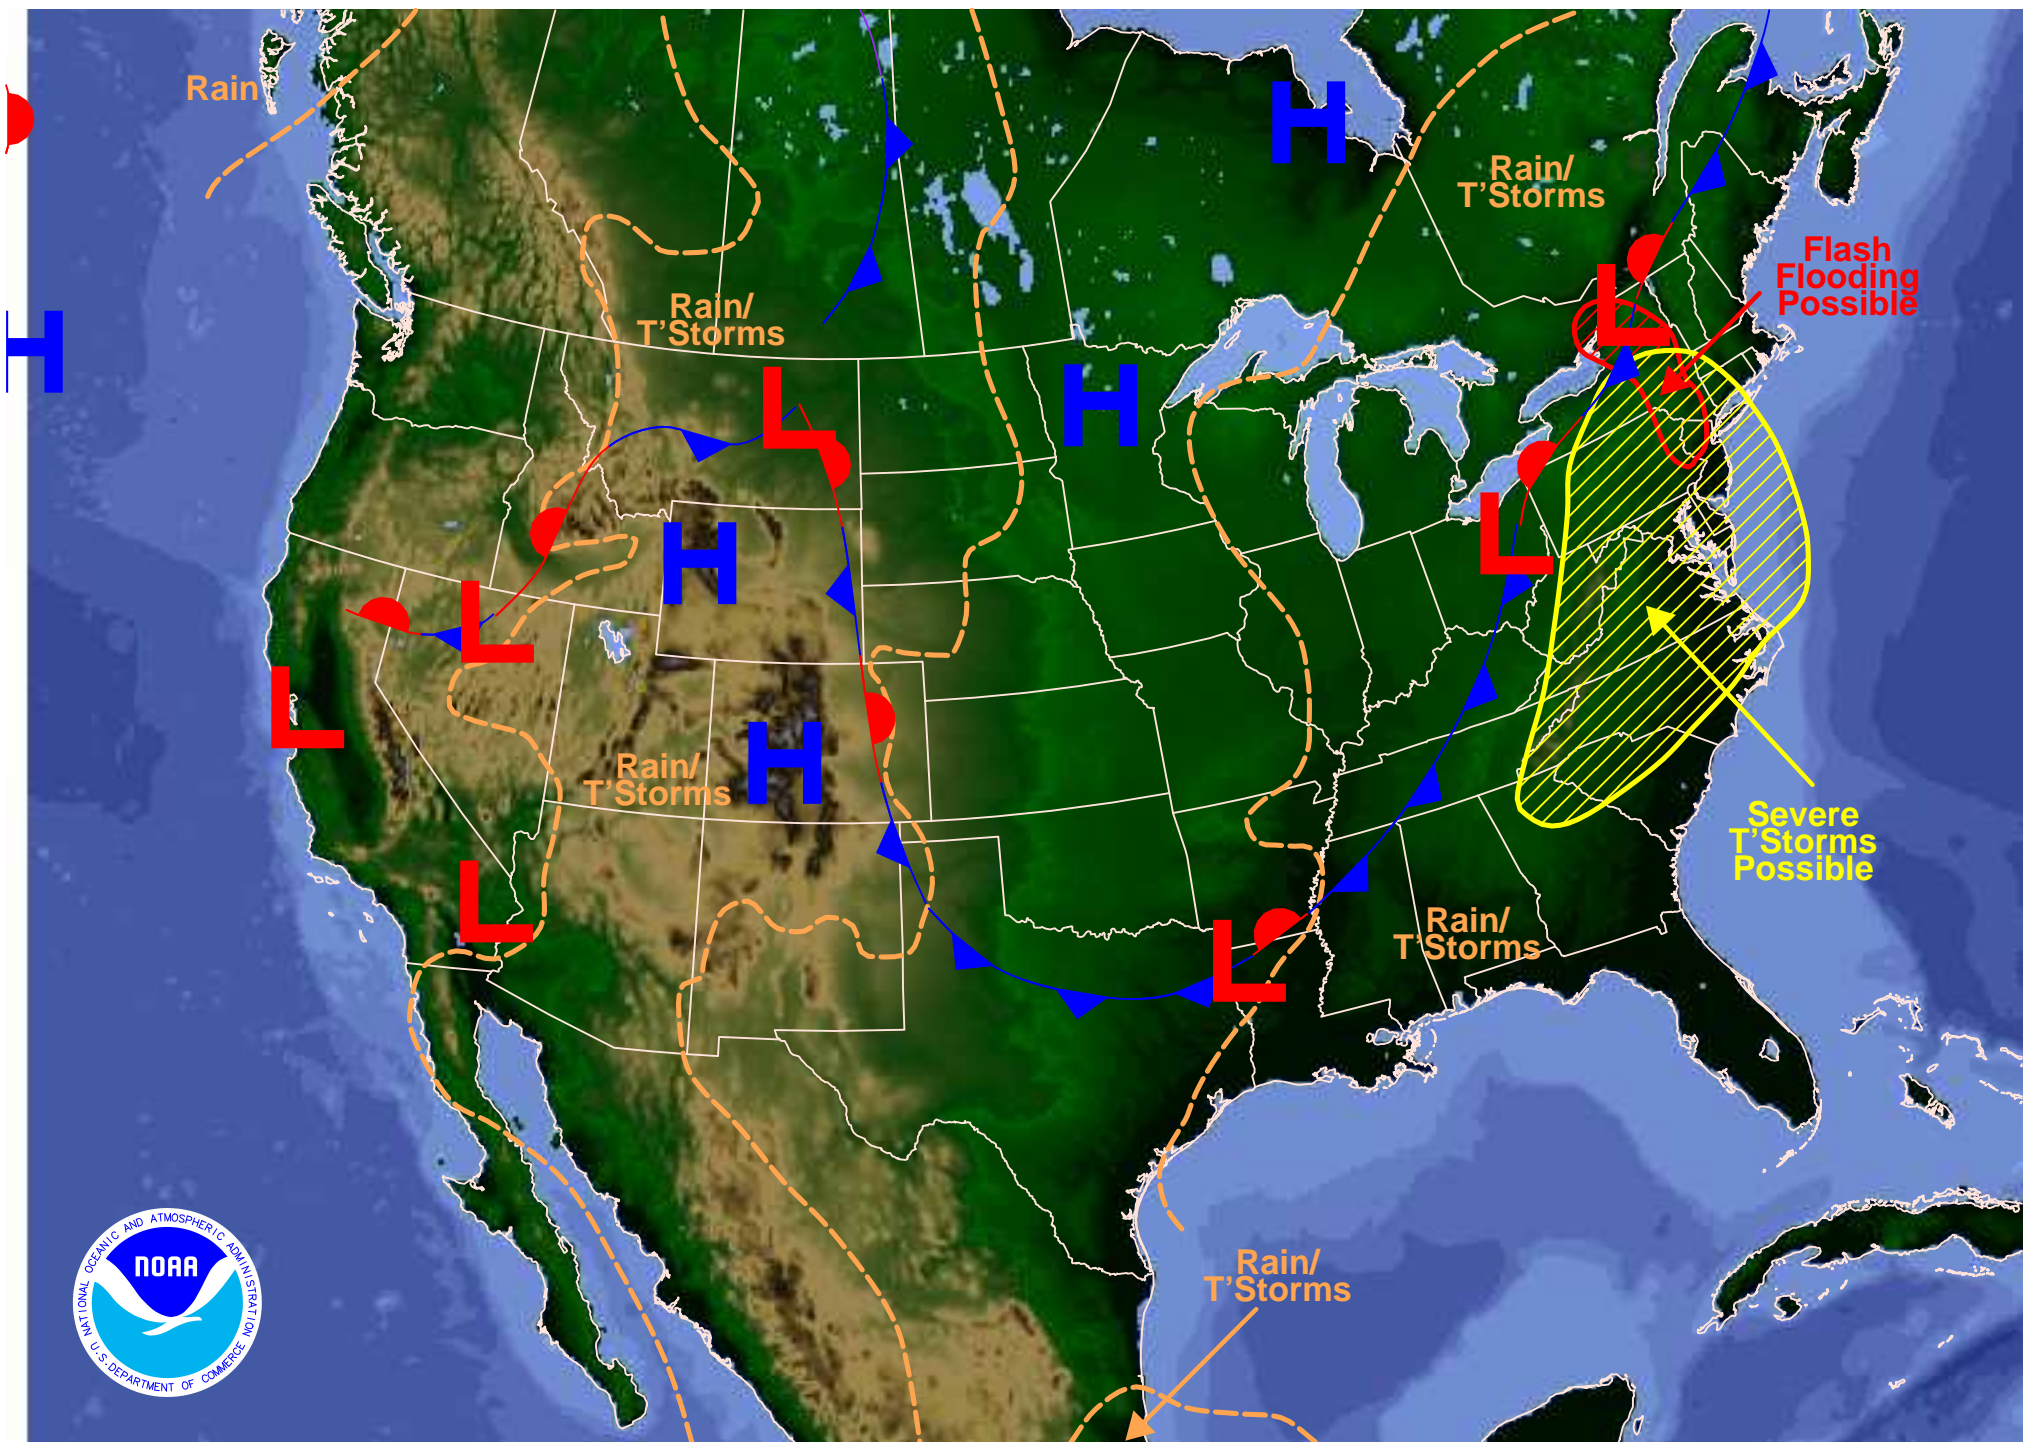 Rain
H
Rain/
T'Storms
Flash
Flooding
Possible
L
H
Rain/
T'Storms
L
H
H
L
L
H
L
L
Rain/
T'Storms
H
Severe
T'Storms
Possible
L
L
Rain/
T'Storms
Rain/
T'Storms
NATIONAL OCEANIC AND ATMOSPHERIC ADMINISTRATION
NOAA
U.S. DEPARTMENT OF COMMERCE